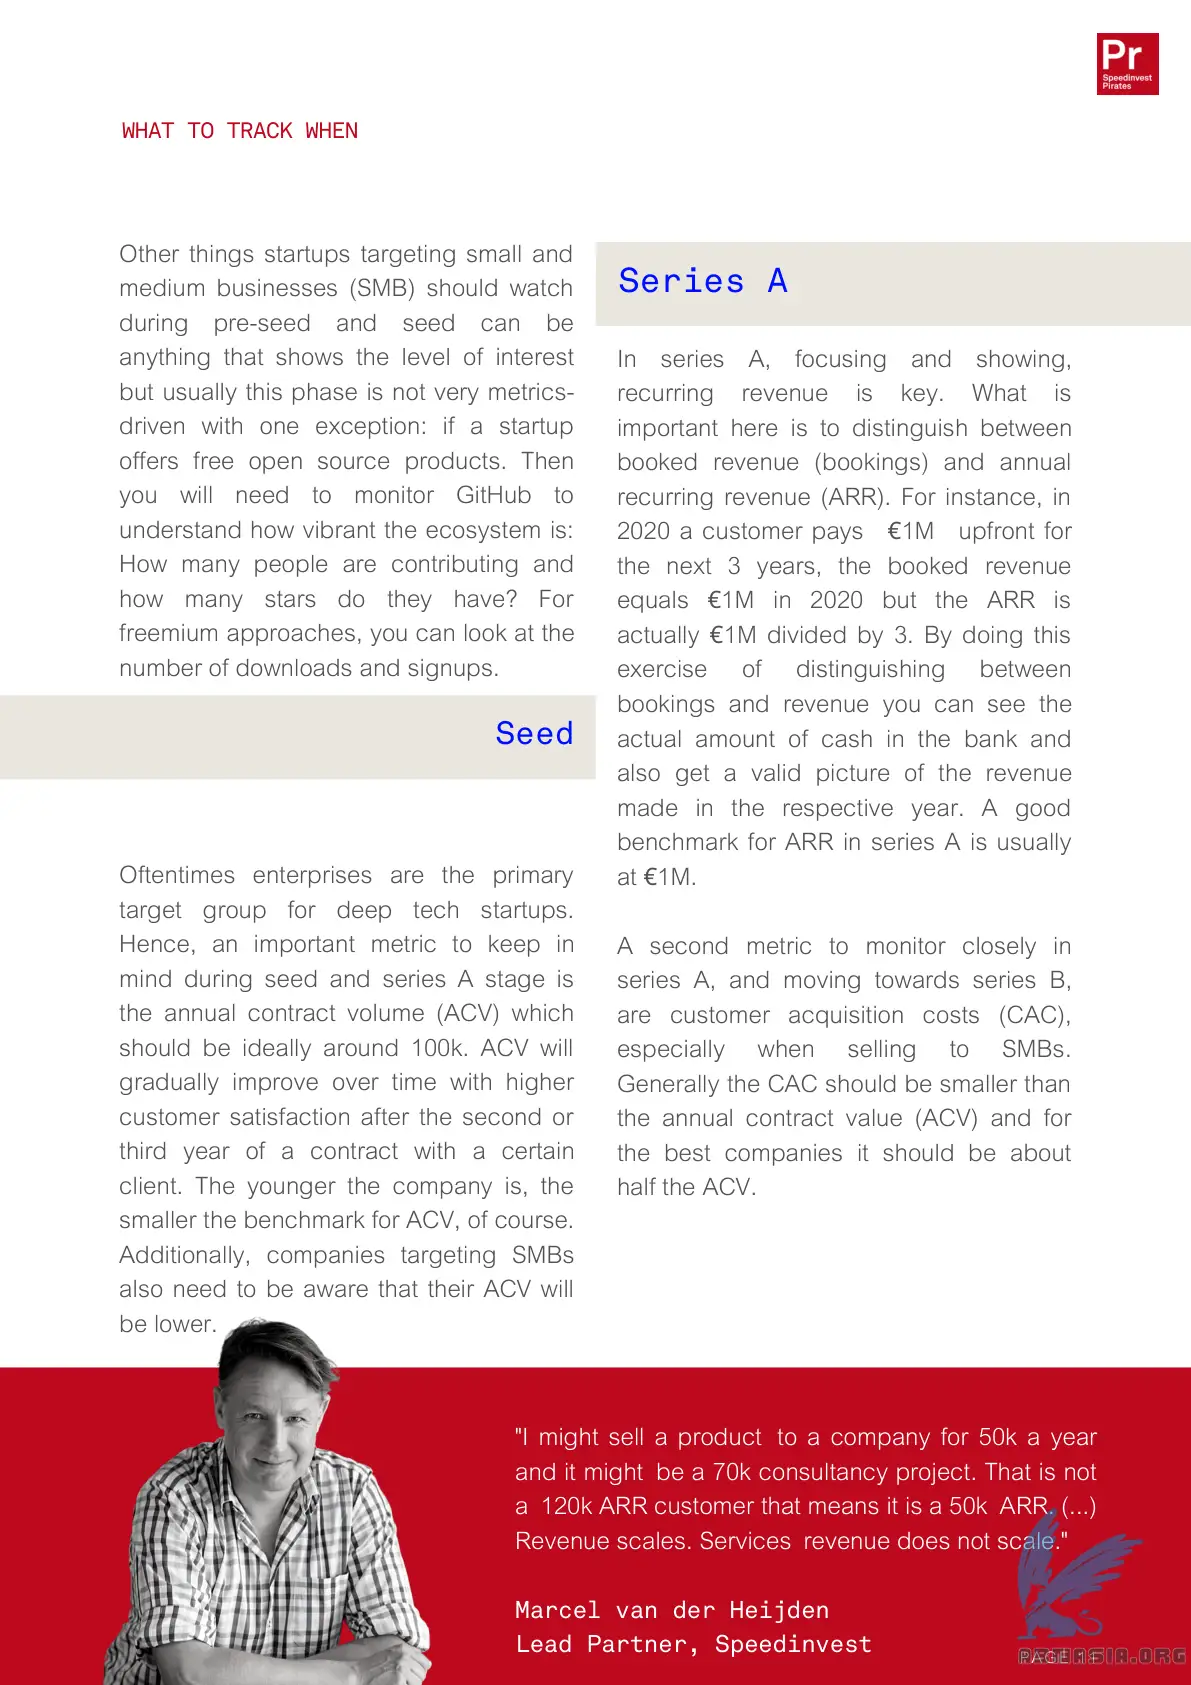 Pr
Speedinvest
Pirates
WHAT TO TRACK WHEN
Other things startups targeting small and
medium businesses (SMB) should watch
during pre-seed and seed can be
anything that shows the level of interest
but usually this phase is not very metrics-
driven with one exception: if a startup
offers free open source products. Then
you will need to monitor GitHub to
understand how vibrant the ecosystem is:
How many people are contributing and
how many stars do they have? For
freemium approaches, you can look at the
number of downloads and signups.
Seed
Oftentimes enterprises are the primary
target group for deep tech startups.
Hence, an important metric to keep in
mind during seed and series A stage is
the annual contract volume (ACV) which
should be ideally around 100k. ACV will
gradually improve over time with higher
customer satisfaction after the second or
third year of a contract with a certain
client. The younger the company is, the
smaller the benchmark for ACV, of course.
Additionally, companies targeting SMBs
also need to be aware that their ACV will
be lower.
Series A
In series A, focusing and showing,
recurring revenue is key. What is
important here is to distinguish between
booked revenue (bookings) and annual
recurring revenue (ARR). For instance, in
2020 a customer pays €1M upfront for
the next 3 years, the booked revenue
equals €1M in 2020 but the ARR is
actually €1M divided by 3. By doing this
exercise of distinguishing between
bookings and revenue you can see the
actual amount of cash in the bank and
also get a valid picture of the revenue
made in the respective year. A good
benchmark for ARR in series A is usually
at €1M.
A second metric to monitor closely in
series A, and moving towards series B,
are customer acquisition costs (CAC),
especially when selling to SMBs.
Generally the CAC should be smaller than
the annual contract value (ACV) and for
the best companies it should be about
half the ACV.
"I might sell a product to a company for 50k a year
and it might be a 70k consultancy project. That is not
a 120k ARR customer that means it is a 50k ARR. (...)
Revenue scales. Services revenue does not scale."
Marcel van der Heijden
Lead Partner, Speedinvest
PAGE